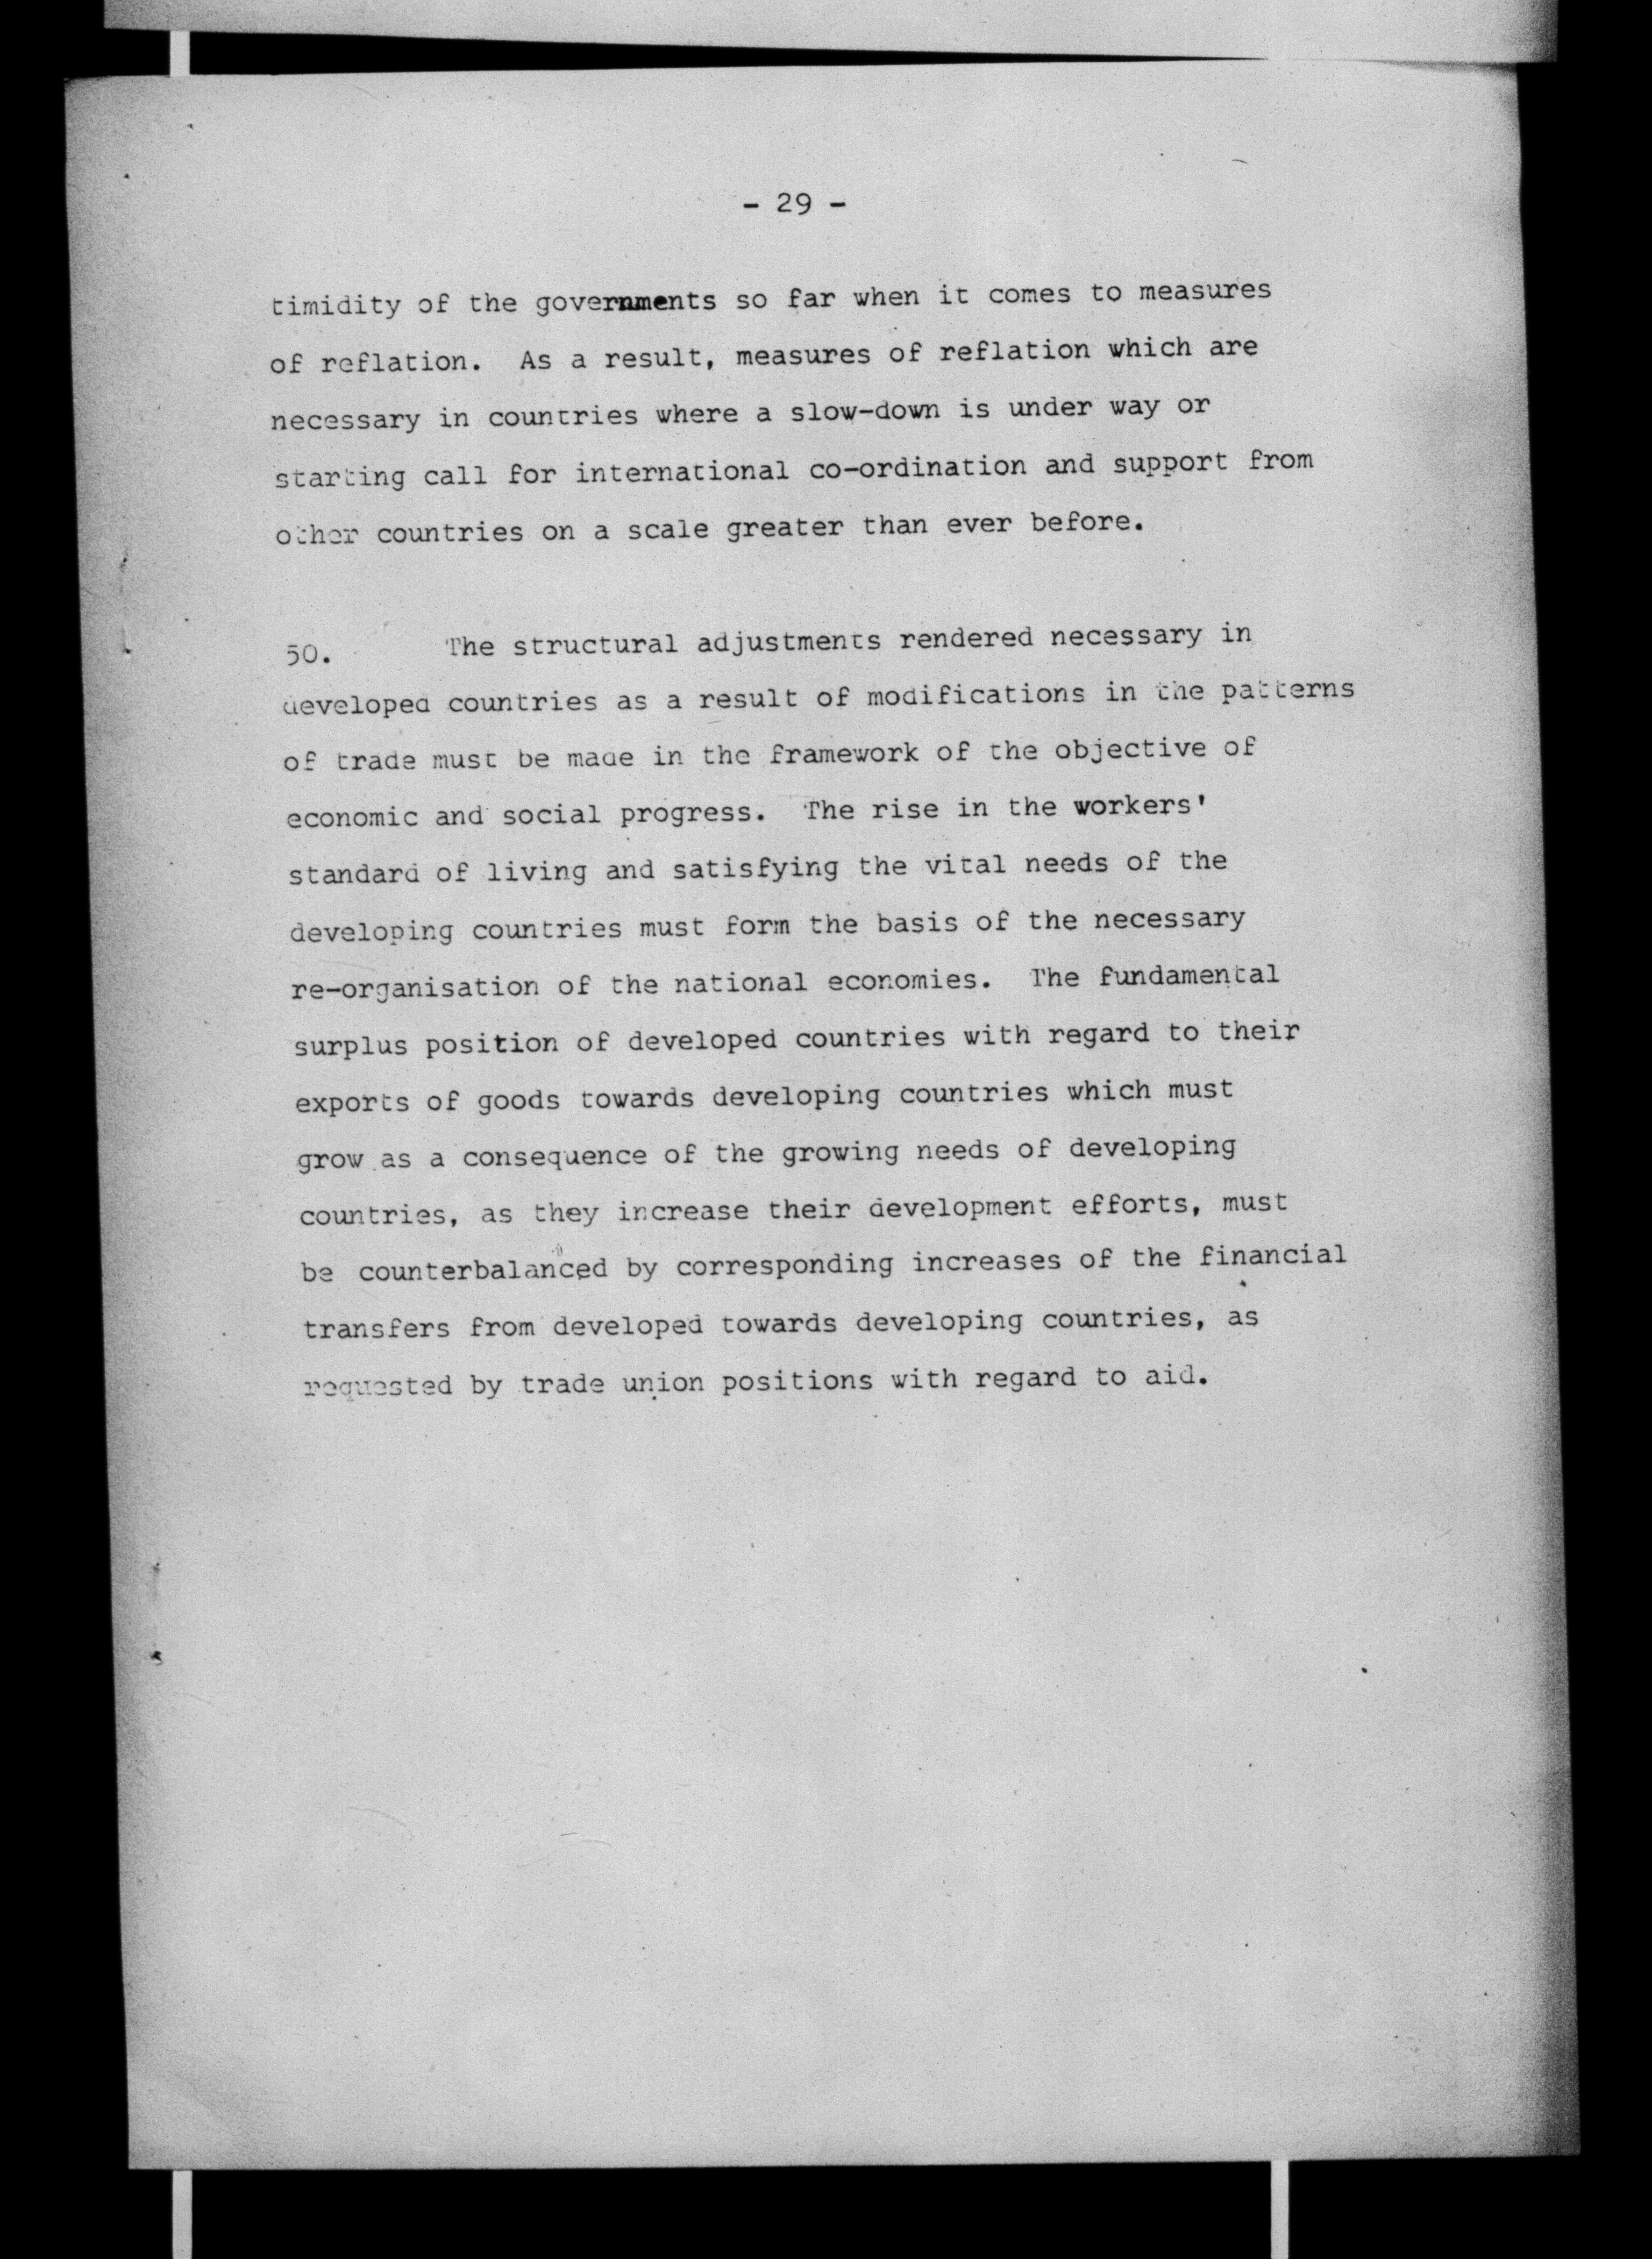 - 29 -
timidity of the governments so far when it comes to measures
of reflation. As a result, measures of reflation which are
necessary in countries where a slow-down is under way or
starting call for international co-ordination and support from
other countries on a scale greater than ever before.
50. The structural adjustments rendered necessary in
developed countries as a result of modifications in the patterns
of trade must be made in the framework of the objective of
economic and social progress. The rise in the workers'
standard of living and satisfying the vital needs of the
developing countries must form the basis of the necessary
re-organisation of the national economies. The fundamental
surplus position of developed countries with regard to their
exports of goods towards developing countries which must
grow as a consequence of the growing needs of developing
countries, as they increase their development efforts, must
be counterbalanced by corresponding increases of the financial
transfers from developed towards developing countries, as
requested by trade union positions with regard to aid.